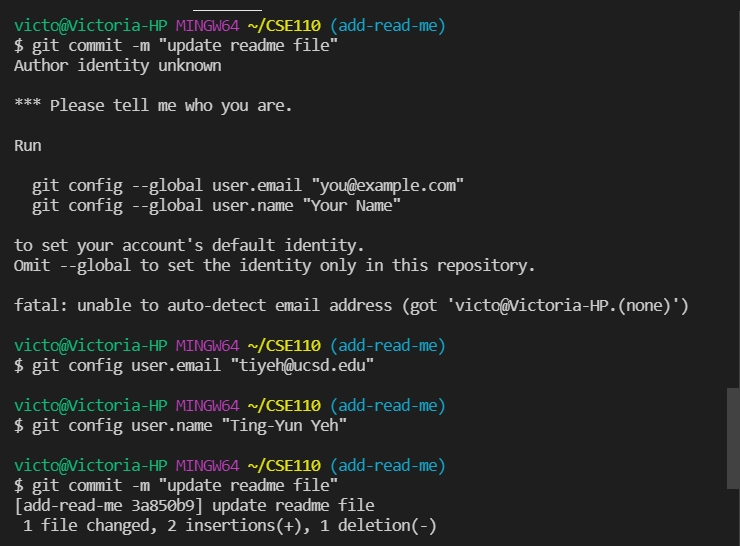 victo@Victoria-HP MINGW64 ~/CSE110 (add-read-me)
$ git commit -m "update readme file"
Author identity unknown
*** Please tell me who you are.
Run
  git config --global user.email "you@example.com"
  git config --global user.name "Your Name"
to set your account's default identity.
Omit --global to set the identity only in this repository.
fatal: unable to auto-detect email address (got 'victo@Victoria-HP.(none)')
victo@Victoria-HP MINGW64 ~/CSE110 (add-read-me)
$ git config user.email "tiyeh@ucsd.edu"
victo@Victoria-HP MINGW64 ~/CSE110 (add-read-me)
$ git config user.name "Ting-Yun Yeh"
victo@Victoria-HP MINGW64 ~/CSE110 (add-read-me)
$ git commit -m "update readme file"
[add-read-me 3a850b9] update readme file
 1 file changed, 2 insertions(+), 1 deletion(-)